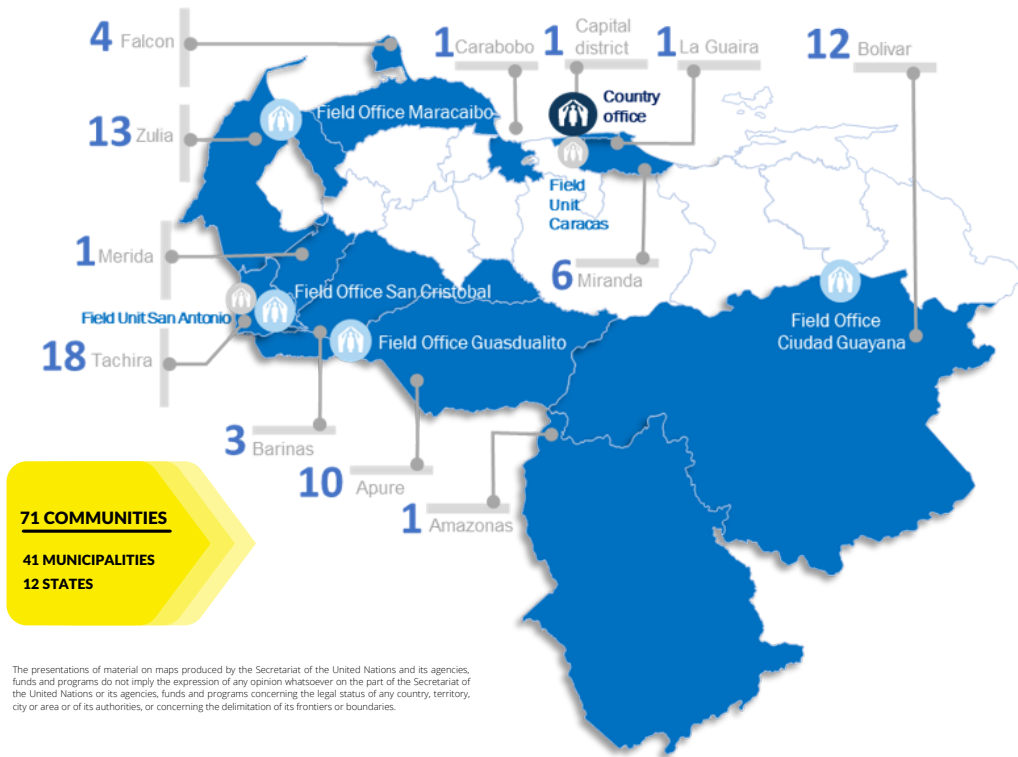 4 Falcon
1 Carabobo
1 Capital
district
1 La Guaira
12 Bolivar
Country
office
Field Office Maracaibo
13 Zulia
Field
Unit
Caracas
1 Merida
6 Miranda
Field Office San Cristobal
Field Unit San Antonio
Field Office Guasdualito
Field Office
Ciudad Guayana
18 Tachira
3 Barinas
10 Apure
1 Amazonas
71 COMMUNITIES
41 MUNICIPALITIES
12 STATES
The presentations of material on maps produced by the Secretariat of the United Nations and its agencies,
funds and programs do not imply the expression of any opinion whatsoever on the part of the Secretariat of
the United Nations or its agencies, funds and programs concerning the legal status of any country, territory,
city or area or of its authorities, or concerning the delimitation of its frontiers or boundaries.